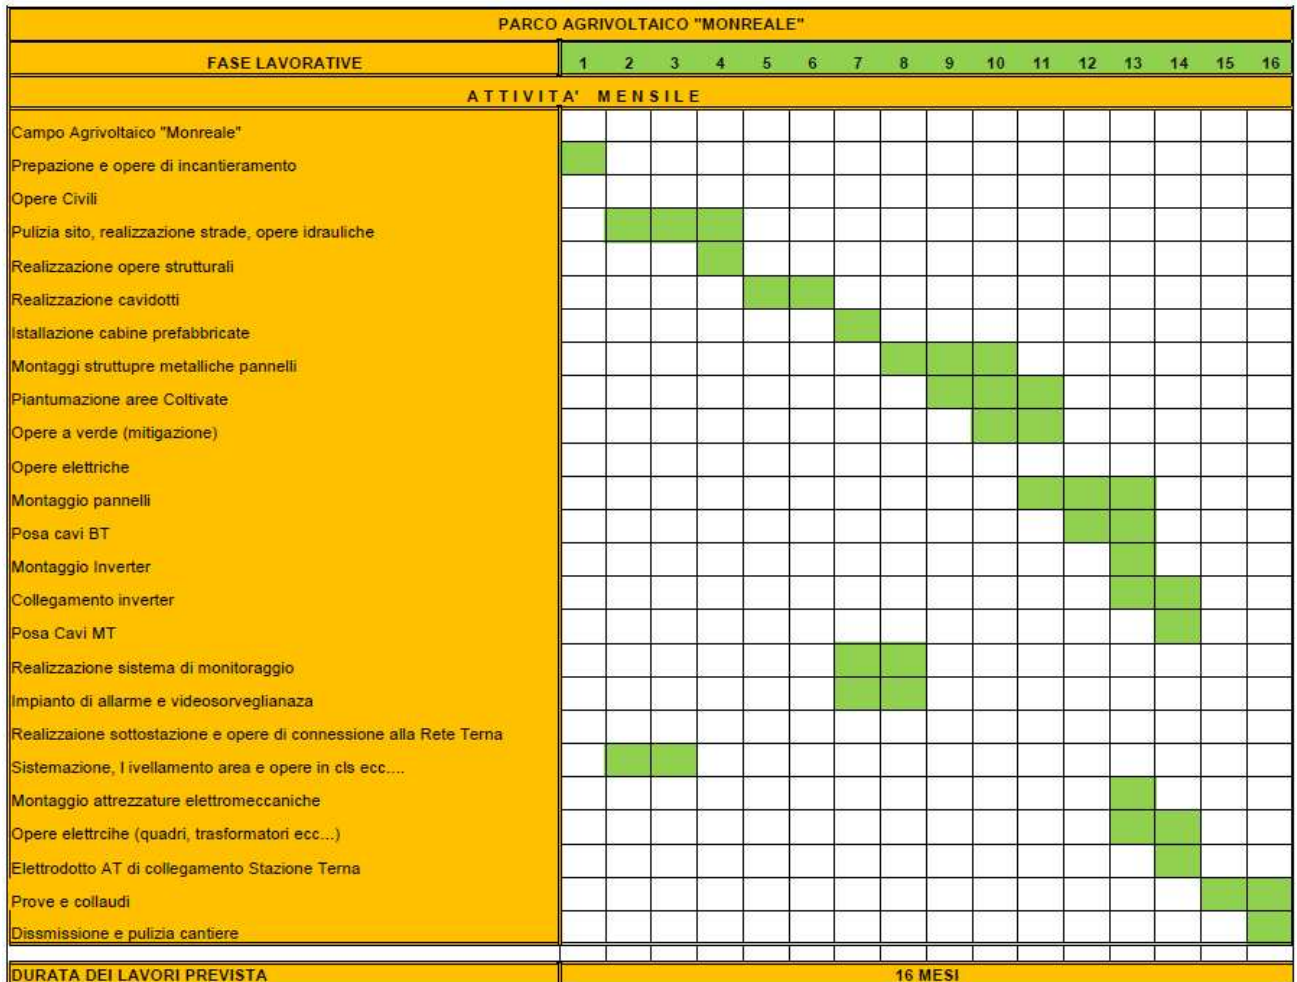 PARCO AGRIVOLTAICO "MONREALE"
FASE LAVORATIVE 1 2 3 4 5 6 7 8 9 10 11 12 13 14 15 16
ATTIVITA' MENSILE
Campo Agrivoltaico "Monreale"
Prepazione e opere di incantieramento
Opere Civili
Pulizia sito, realizzazione strade, opere idrauliche
Realizzazione opere strutturali
Realizzazione cavidotti
Istallazione cabine prefabbricate
Montaggi struttupre metalliche pannelli
Piantumazione aree Coltivate
Opere a verde (mitigazione)
Opere elettriche
Montaggio pannelli
Posa cavi BT
Montaggio Inverter
Collegamento inverter
Posa Cavi MT
Realizzazione sistema di monitoraggio
Impianto di allarme e videosorveglianaza
Realizzaione sottostazione e opere di connessione alla Rete Terna
Sistemazione, l ivellamento area e opere in cls ecc....
Montaggio attrezzature elettromeccaniche
Opere elettrcihe (quadri, trasformatori ecc...)
Elettrodotto AT di collegamento Stazione Terna
Prove e collaudi
Dissmissione e pulizia cantiere
DURATA DEI LAVORI PREVISTA 16 MESI